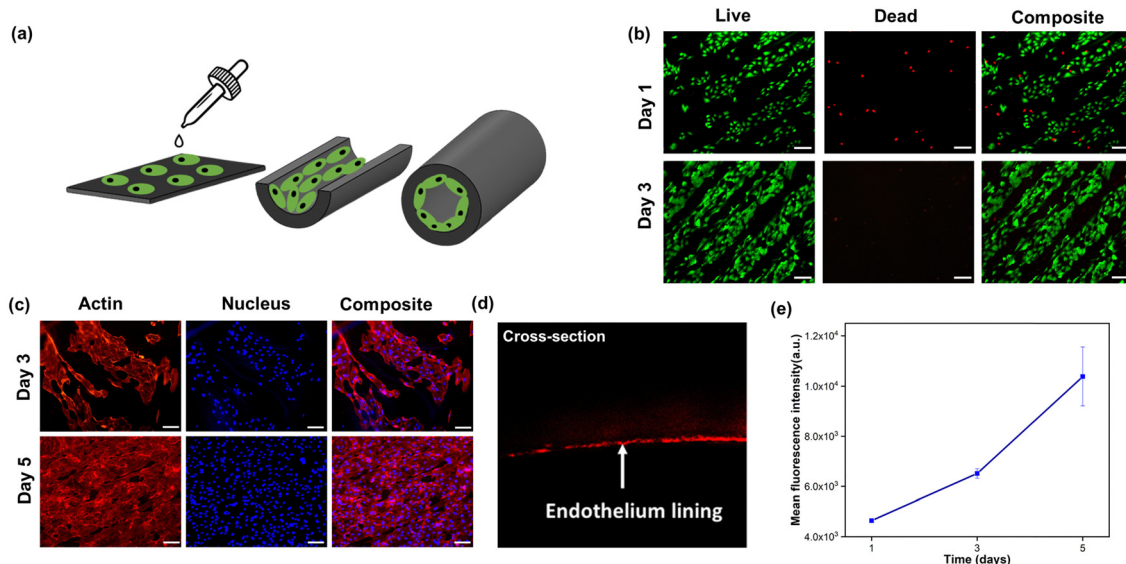 (a)
(b)
Live Dead Composite
Day 1
Day 3
(c)
Actin Nucleus Composite
Day 3
Day 5
(d)
Cross-section
Endothelium lining
(e)
Mean fluorescence intensity(a.u.)
1.2x10⁴
1.0x10⁴
8.0x10³
6.0x10³
4.0x10³
1 3 5
Time (days)